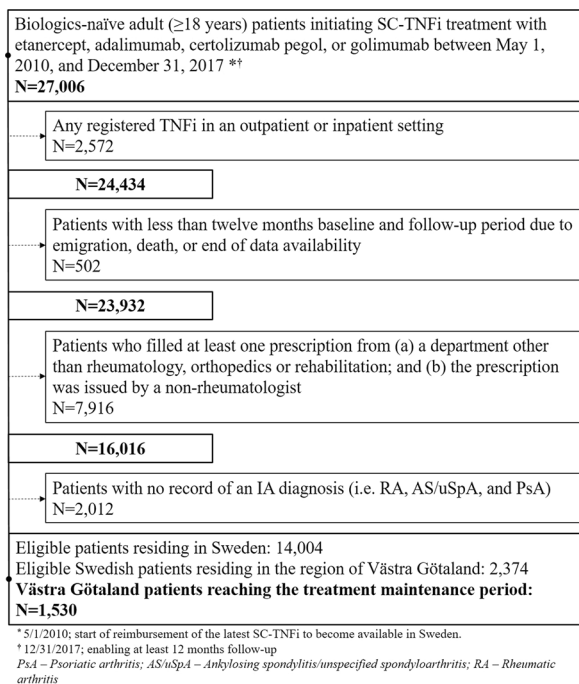 Biologics-naïve adult (≥18 years) patients initiating SC-TNFi treatment with
etanercept, adalimumab, certolizumab pegol, or golimumab between May 1,
2010, and December 31, 2017 *†
N=27,006
Any registered TNFi in an outpatient or inpatient setting
N=2,572
N=24,434
Patients with less than twelve months baseline and follow-up period due to
emigration, death, or end of data availability
N=502
N=23,932
Patients who filled at least one prescription from (a) a department other
than rheumatology, orthopedics or rehabilitation; and (b) the prescription
was issued by a non-rheumatologist
N=7,916
N=16,016
Patients with no record of an IA diagnosis (i.e. RA, AS/uSpA, and PsA)
N=2,012
Eligible patients residing in Sweden: 14,004
Eligible Swedish patients residing in the region of Västra Götaland: 2,374
Västra Götaland patients reaching the treatment maintenance period:
N=1,530
* 5/1/2010; start of reimbursement of the latest SC-TNFi to become available in Sweden.
† 12/31/2017; enabling at least 12 months follow-up
PsA – Psoriatic arthritis; AS/uSpA – Ankylosing spondylitis/unspecified spondyloarthritis; RA – Rheumatic
arthritis